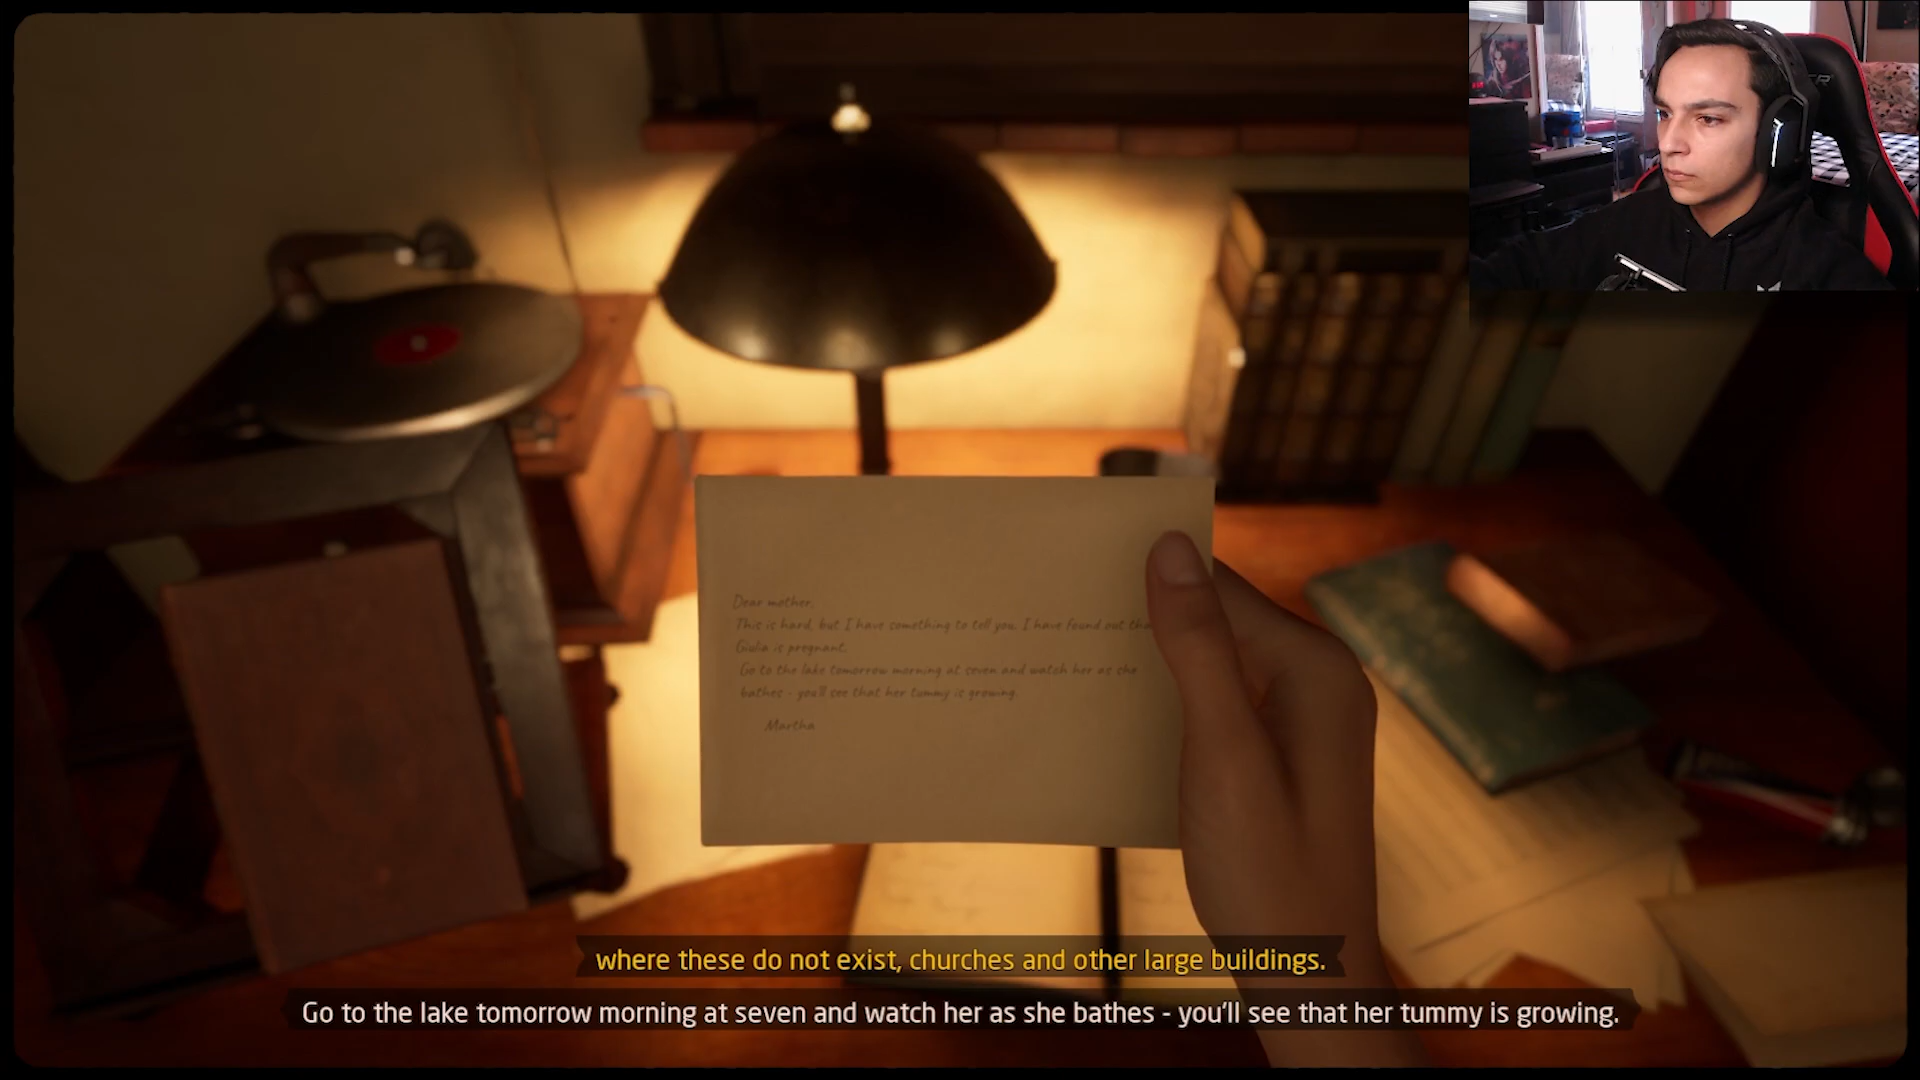 Dear mother,
This is hard, but I have something to tell you. I have found out
Giulia is pregnant.
Go to the lake tomorrow morning at seven and watch her as she
bathes - you'll see that her tummy is growing.
Martha
where these do not exist, churches and other large buildings.
Go to the lake tomorrow morning at seven and watch her as she bathes - you'll see that her tummy is growing.